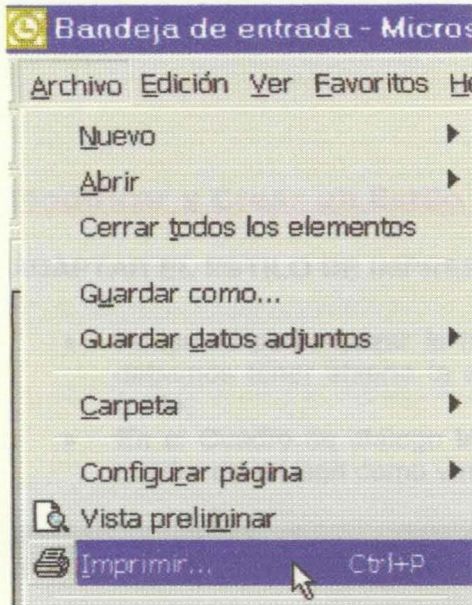 Bandeja de entrada - Micros
Archivo Edición Ver Favoritos He
Nuevo
Abrir
Cerrar todos los elementos
Guardar como...
Guardar datos adjuntos
Carpeta
Configurar página
Vista preliminar
Imprimir... Ctrl+P